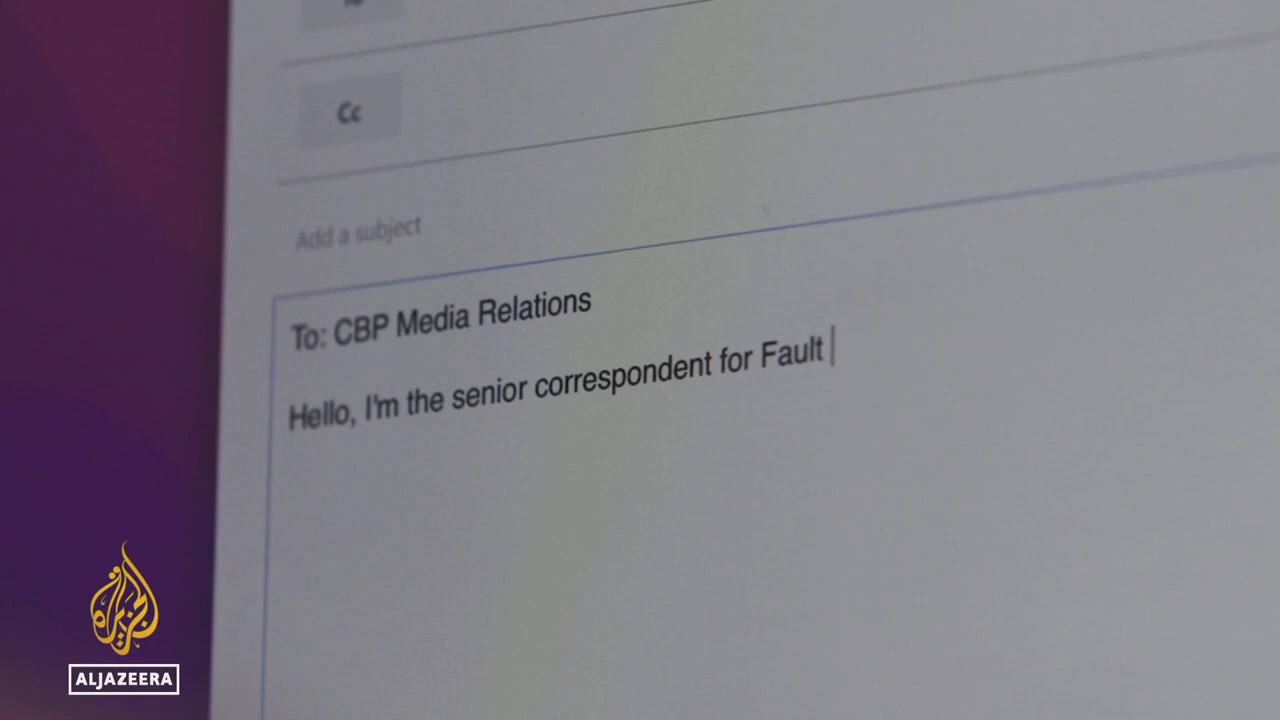 Cc
Add a subject
To: CBP Media Relations
Hello, I'm the senior correspondent for Fault
ALJAZEERA